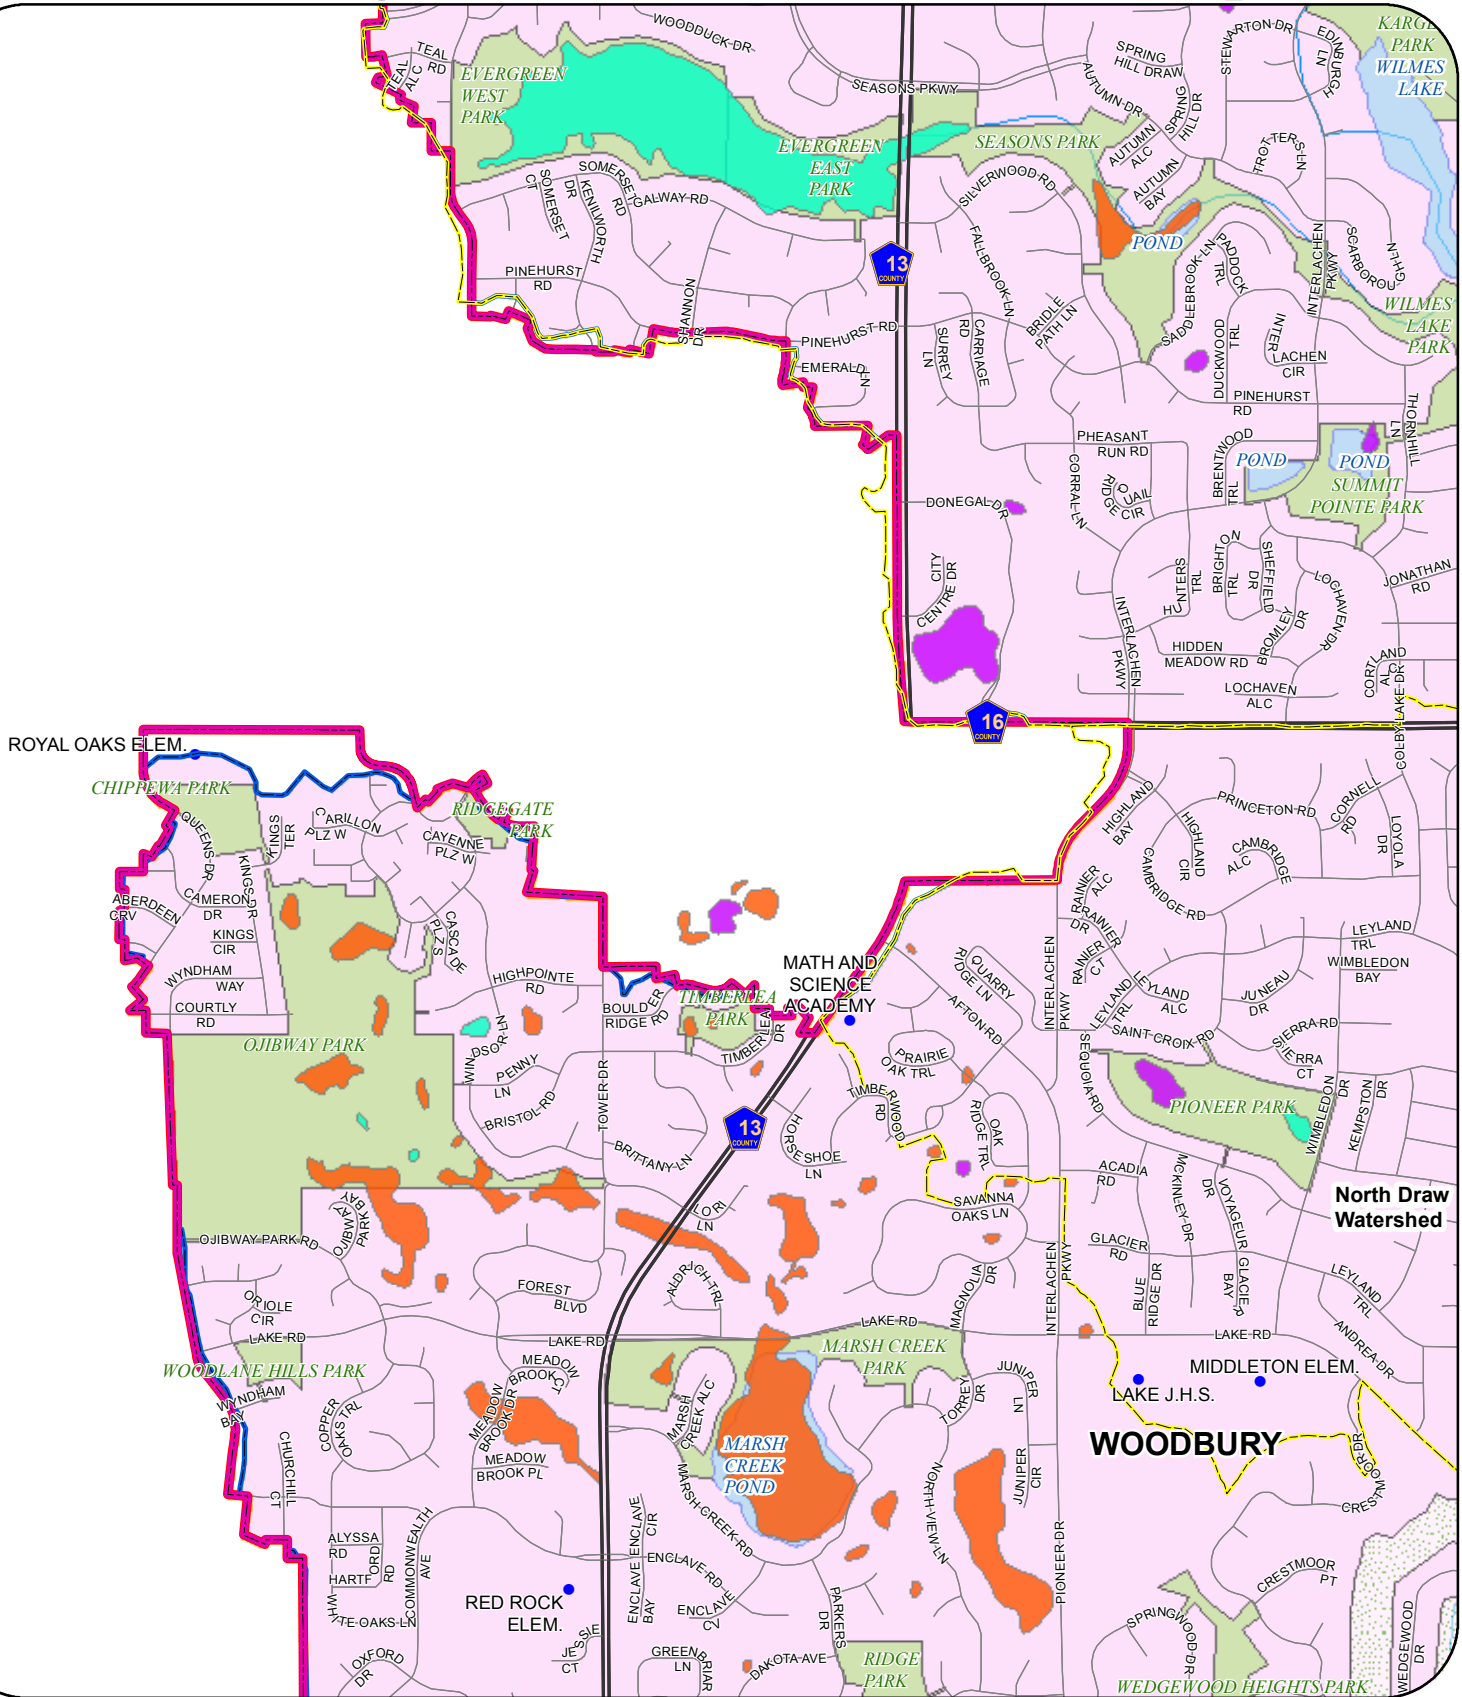 WOODDUCK DR
TEAL
RD
TEAL
ALC
EVERGREEN
WEST
PARK
SEASONS PKWY
SPRING
HILL DRAW
STEWARTON DR
EDINBURGH
LN
WILMES
LAKE
AUTUMN DR
SPRING
HILL DR
AUTUMN
ALC
AUTUMN
BAY
TROTTERS LN
SEASONS PARK
EVERGREEN
EAST
PARK
SOMERSET
CT
SOMERSET
DR
KENILWORTH
SOMERSET
RD
GALWAY RD
SILVERWOOD RD
FALLBROOK LN
POND
PADDOCK
TRL
SADDLEBROOK LN
INTERLACHEN
PKWY
SCARBOROUGH LN
WILMES
LAKE
PARK
13
COUNTY
PINEHURST
RD
SHANNON
DR
PINEHURST RD
EMERALD
LN
SURREY
LN
CARRIAGE
RD
BRIDLE
PATH LN
DUCKWOOD
TRL
INTERLACHEN
CIR
PINEHURST
RD
THORNHILL
LN
PHEASANT
RUN RD
BRENTWOOD
TRL
POND
POND
SUMMIT
POINTE PARK
CORRAL LN
QUAIL
RIDGE
CIR
DONEGAL DR
CITY
CENTRE DR
HUNTERS
TRL
BRIGHTON
TRL
SHEFFIELD
DR
BROMLEY
DR
LOCHAVEN DR
JONATHAN
RD
INTERLACHEN
PKWY
HIDDEN
MEADOW RD
LOCHAVEN
ALC
CORTLAND
ALC
COLBY LAKE DR
16
COUNTY
ROYAL OAKS ELEM.
CHIPPEWA PARK
RIDGEGATE
PARK
QUEENS DR
KINGS
TER
CARILLON
PLZ W
CAYENNE
PLZ W
KINGS DR
ABERDEEN
CRV
CAMERON
DR
KINGS
CIR
WYNDHAM
WAY
COURTLY
RD
CASCADE
PLZ S
HIGHPOINTE
RD
BOULDER
RIDGE RD
TIMBERLEA
PARK
TIMBERLEA
DR
MATH AND
SCIENCE
ACADEMY
HIGHLAND
BAY
HIGHLAND
CIR
PRINCETON RD
CORNELL
RD
LOYOLA
DR
CAMBRIDGE
ALC
CAMBRIDGE RD
RAINIER
ALC
RAINIER
DR
RAINIER
CT
LEYLAND
TRL
WIMBLEDON
BAY
LEYLAND
ALC
LEYLAND
TRL
JUNEAU
DR
SIERRA RD
SIERRA
CT
SAINT CROIX RD
QUARRY
RIDGE LN
AFTON RD
INTERLACHEN
PKWY
OJIBWAY PARK
WINDSOR LN
PENNY
LN
BRISTOL RD
TOWER DR
BRITTANY LN
13
COUNTY
HORSESHOE
LN
PRAIRIE
OAK TRL
TIMBERWOOD
RD
OAK
RIDGE TRL
SEQUOIA RD
PIONEER PARK
WIMBLEDON
DR
KEMPSTON
DR
ACADIA
RD
MCKINLEY DR
VOYAGEUR
DR
North Draw
Watershed
SAVANNA
OAKS LN
GLACIER
RD
BLUE
RIDGE DR
GLACIER
BAY
LEYLAND
TRL
OJIBWAY
PARK BAY
OJIBWAY PARK RD
LORI
LN
ALDRICH TRL
FOREST
BLVD
ORIOLE
CIR
LAKE RD
LAKE RD
LAKE RD
LAKE RD
MAGNOLIA
DR
INTERLACHEN
PKWY
ANDREA DR
MARSH CREEK
PARK
WOODLANE HILLS PARK
WYNDHAM
BAY
MEADOW
BROOK
CT
MEADOW
BROOK DR
MEADOW
BROOK PL
COPPER
OAKS TRL
CHURCHILL
CT
MARSH
CREEK ALC
MARSH
CREEK
POND
TORREY
DR
JUNIPER
LN
JUNIPER
CIR
MIDDLETON ELEM.
LAKE J.H.S.
WOODBURY
CRESTMOOR DR
MARSH CREEK RD
NORTHVIEW LN
PIONEER DR
ALYSSA
RD
HARTFORD
RD
WHITE OAKS LN
COMMONWEALTH
AVE
RED ROCK
ELEM.
ENCLAVE
CIR
ENCLAVE
BAY
ENCLAVE RD
ENCLAVE
CV
CRESTMOOR
PT
SPRINGWOOD DR
OXFORD
DR
JESSIE
CT
GREENBRIAR
LN
DAKOTA AVE
PARKERS
DR
RIDGE
PARK
WEDGEWOOD HEIGHTS PARK
WEDGEWOOD
DR